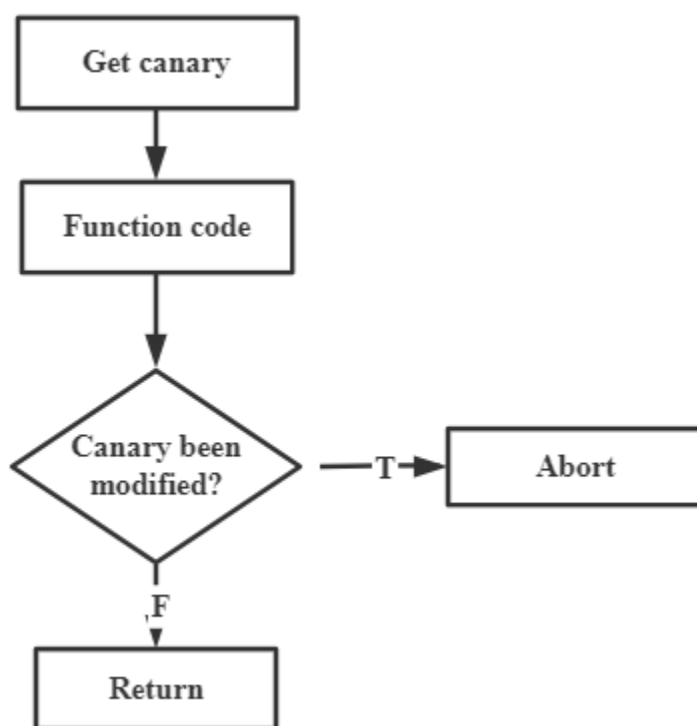 Get canary
Function code
Canary been
modified?
T
Abort
F
Return